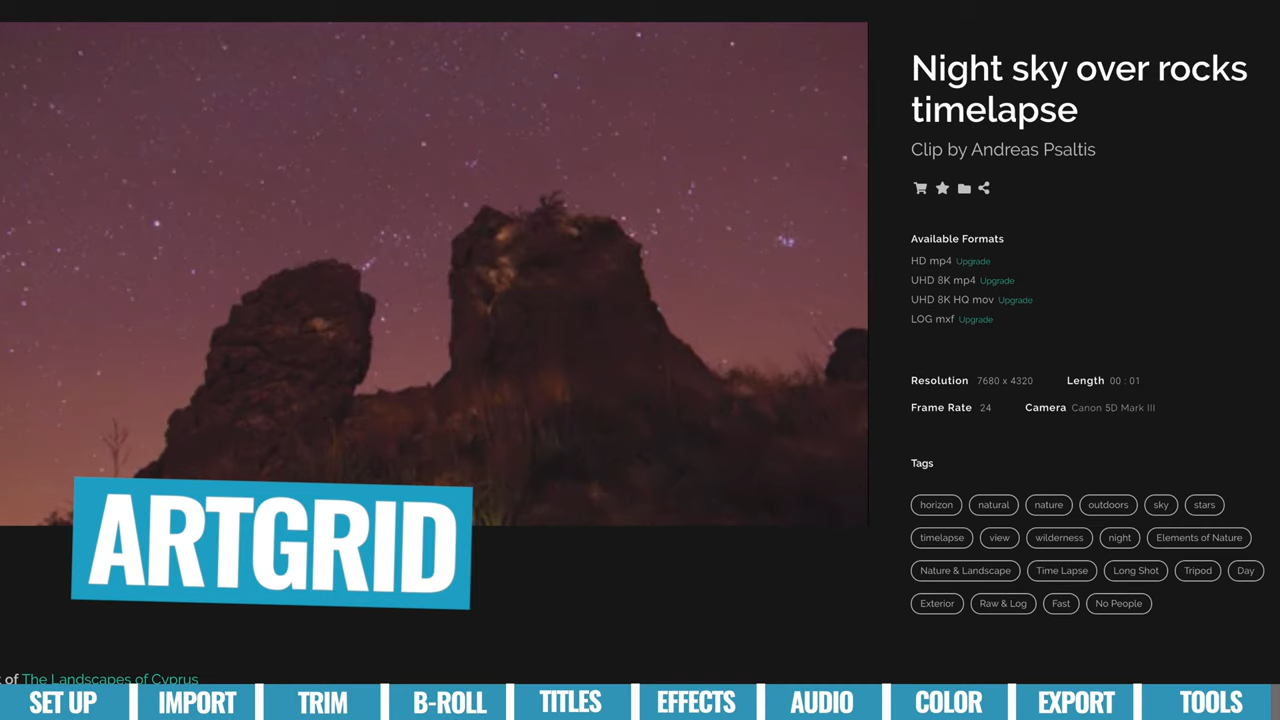 Night sky over rocks
timelapse
Clip by Andreas Psaltis
Available Formats
HD mp4 Upgrade
UHD 8K mp4 Upgrade
UHD 8K HQ mov Upgrade
LOG mxf Upgrade
Resolution 7680 x 4320 Length 00 : 01
Frame Rate 24 Camera Canon 5D Mark III
Tags
horizon natural nature outdoors sky stars
timelapse view wilderness night Elements of Nature
Nature & Landscape Time Lapse Long Shot Tripod Day
Exterior Raw & Log Fast No People
ARTGRID
of The Landscapes of Cyprus
SET UP IMPORT TRIM B-ROLL TITLES EFFECTS AUDIO COLOR EXPORT TOOLS